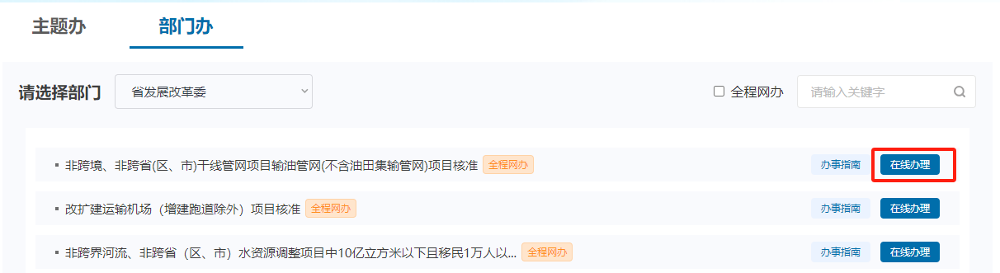 主题办 部门办
请选择部门 省发展改革委 全程网办 请输入关键字
非跨境、非跨省(区、市)干线管网项目输油管网(不含油田集输管网)项目核准 全程网办 办事指南 在线办理
改扩建运输机场（增建跑道除外）项目核准 全程网办 办事指南 在线办理
非跨界河流、非跨省（区、市）水资源调整项目中10亿立方米以下且移民1万人以... 全程网办 办事指南 在线办理